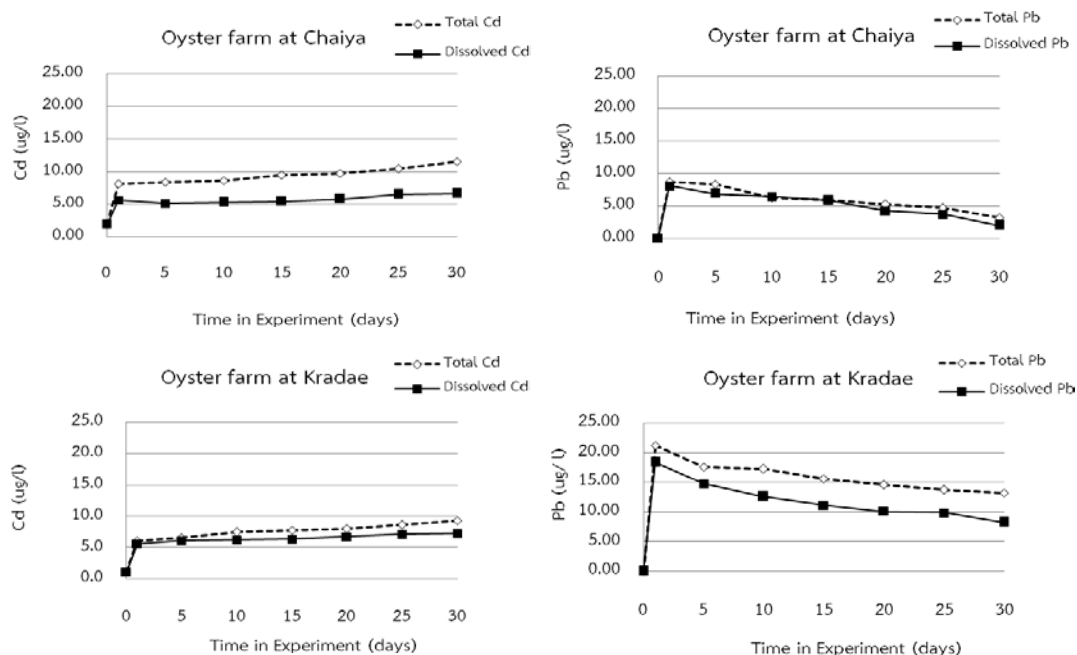 Oyster farm at Chaiya
Total Cd
Dissolved Cd
Cd (ug/l)
25.00
20.00
15.00
10.00
5.00
0.00
0 5 10 15 20 25 30
Time in Experiment (days)
Oyster farm at Chaiya
Total Pb
Dissolved Pb
Pb (ug/l)
25.00
20.00
15.00
10.00
5.00
0.00
0 5 10 15 20 25 30
Time in Experiment (days)
Oyster farm at Kradae
Total Cd
Dissolved Cd
Cd (ug/l)
25.0
20.0
15.0
10.0
5.0
0.0
0 5 10 15 20 25 30
Time in Experiment (days)
Oyster farm at Kradae
Total Pb
Dissolved Pb
Pb (ug/ l)
25.00
20.00
15.00
10.00
5.00
0.00
0 5 10 15 20 25 30
Time in Experiment (days)